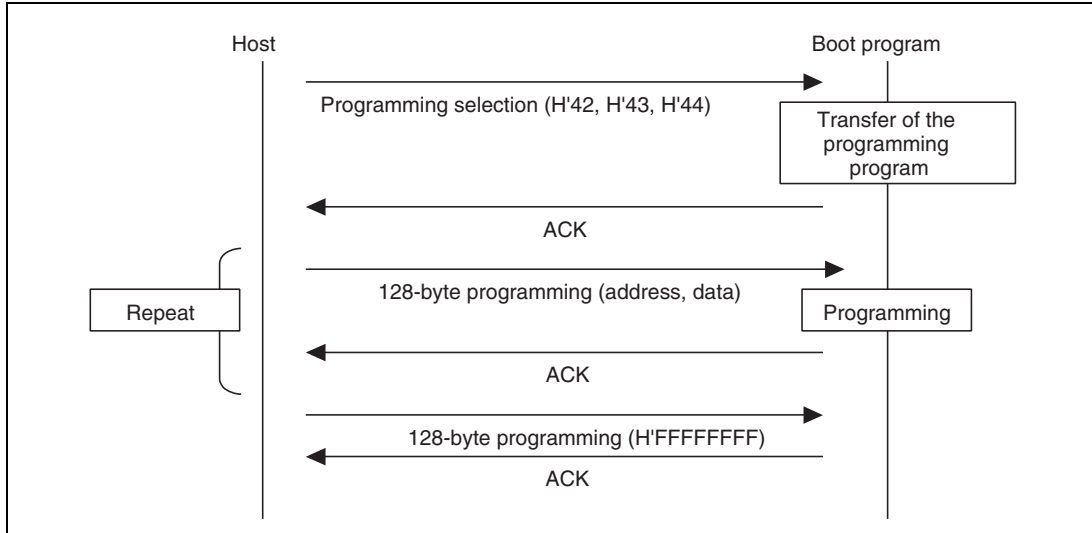 Host
Boot program
Programming selection (H'42, H'43, H'44)
Transfer of the
programming
program
ACK
128-byte programming (address, data)
Repeat
Programming
ACK
128-byte programming (H'FFFFFFFF)
ACK